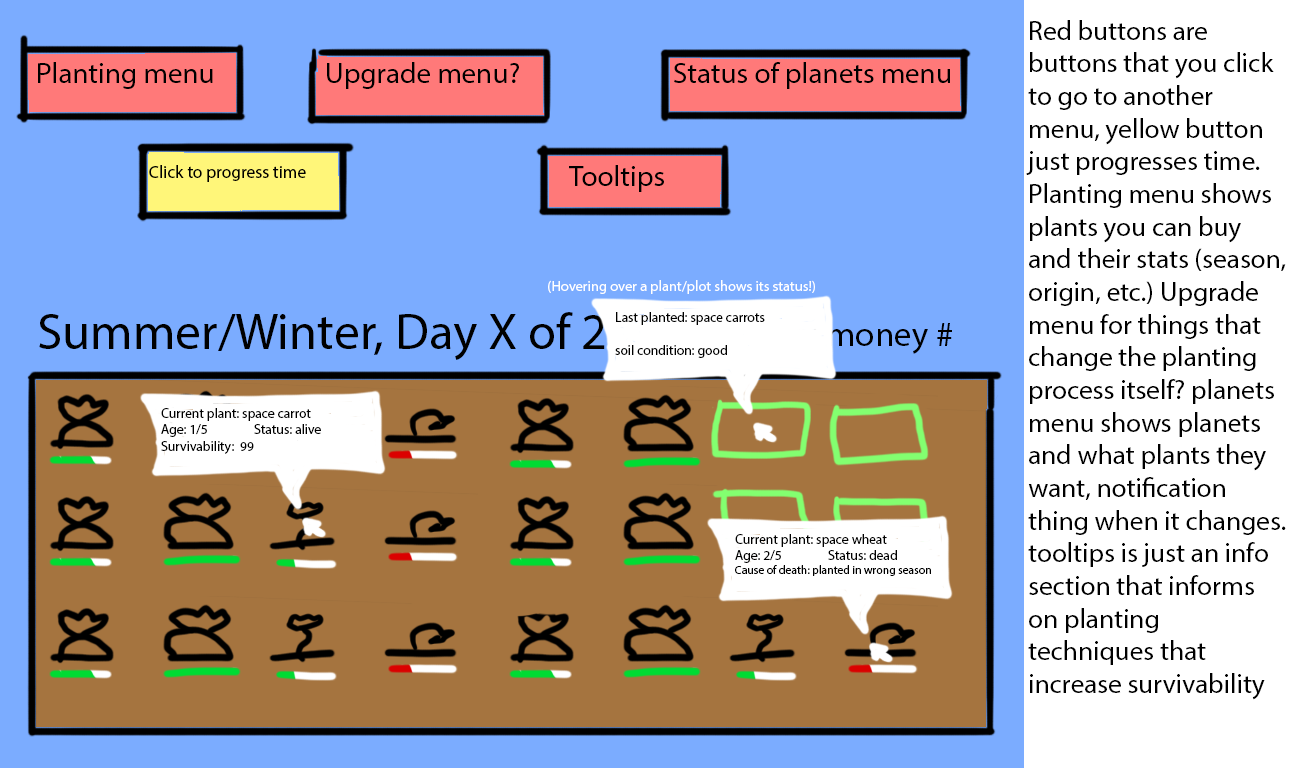 Planting menu
Upgrade menu?
Status of planets menu
Click to progress time
Tooltips
(Hovering over a plant/plot shows its status!)
Summer/Winter, Day X of 2
money #
Last planted: space carrots
soil condition: good
Current plant: space carrot
Age: 1/5 Status: alive
Survivability: 99
Current plant: space wheat
Age: 2/5 Status: dead
Cause of death: planted in wrong season
Red buttons are
buttons that you click
to go to another
menu, yellow button
just progresses time.
Planting menu shows
plants you can buy
and their stats (season,
origin, etc.) Upgrade
menu for things that
change the planting
process itself? planets
menu shows planets
and what plants they
want, notification
thing when it changes.
tooltips is just an info
section that informs
on planting
techniques that
increase survivability